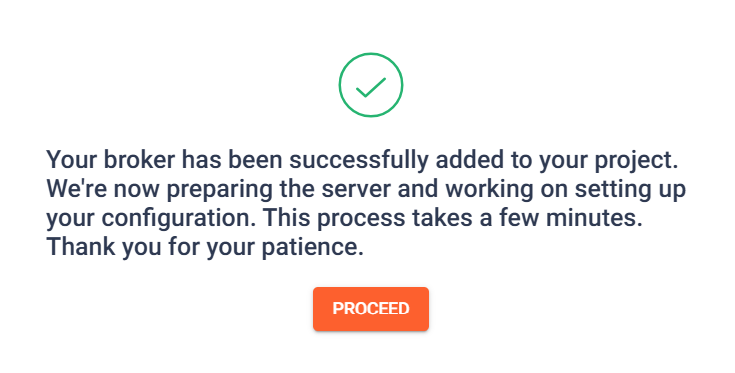 Your broker has been successfully added to your project.
We're now preparing the server and working on setting up
your configuration. This process takes a few minutes.
Thank you for your patience.
PROCEED